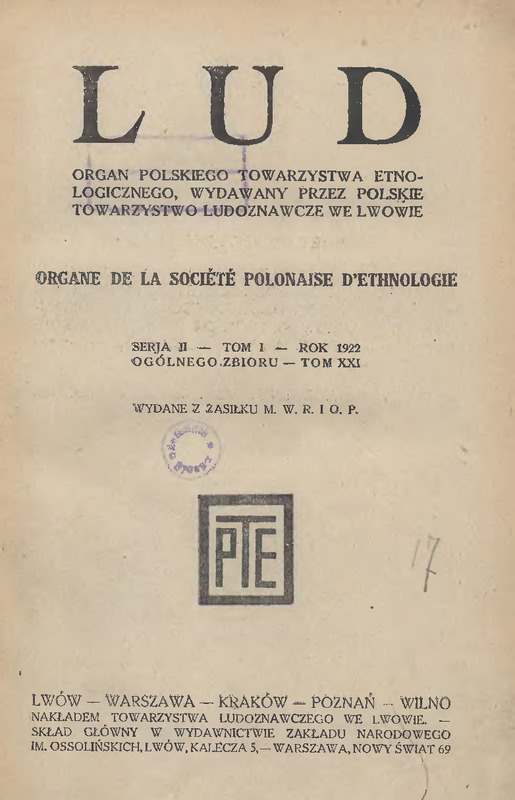 LUD
ORGAN POLSKIEGO TOWARZYSTWA ETNO-
LOGICZNEGO, WYDAWANY PRZEZ POLSKIE
TOWARZYSTWO LUDOZNAWCZE WE LWOWIE
ORGANE DE LA SOCIÉTÉ POLONAISE D'ETHNOLOGIE
SERJA II — TOM I — ROK 1922
OGÓLNEGO ZBIORU — TOM XXI
WYDANE Z ZASIŁKU M. W. R. I O. P.
PTE
17
LWÓW — WARSZAWA — KRAKÓW — POZNAŃ — WILNO
NAKŁADEM TOWARZYSTWA LUDOZNAWCZEGO WE LWOWIE. —
SKŁAD GŁÓWNY W WYDAWNICTWIE ZAKŁADU NARODOWEGO
IM. OSSOLIŃSKICH, LWÓW, KALECZA 5, — WARSZAWA, NOWY ŚWIAT 69